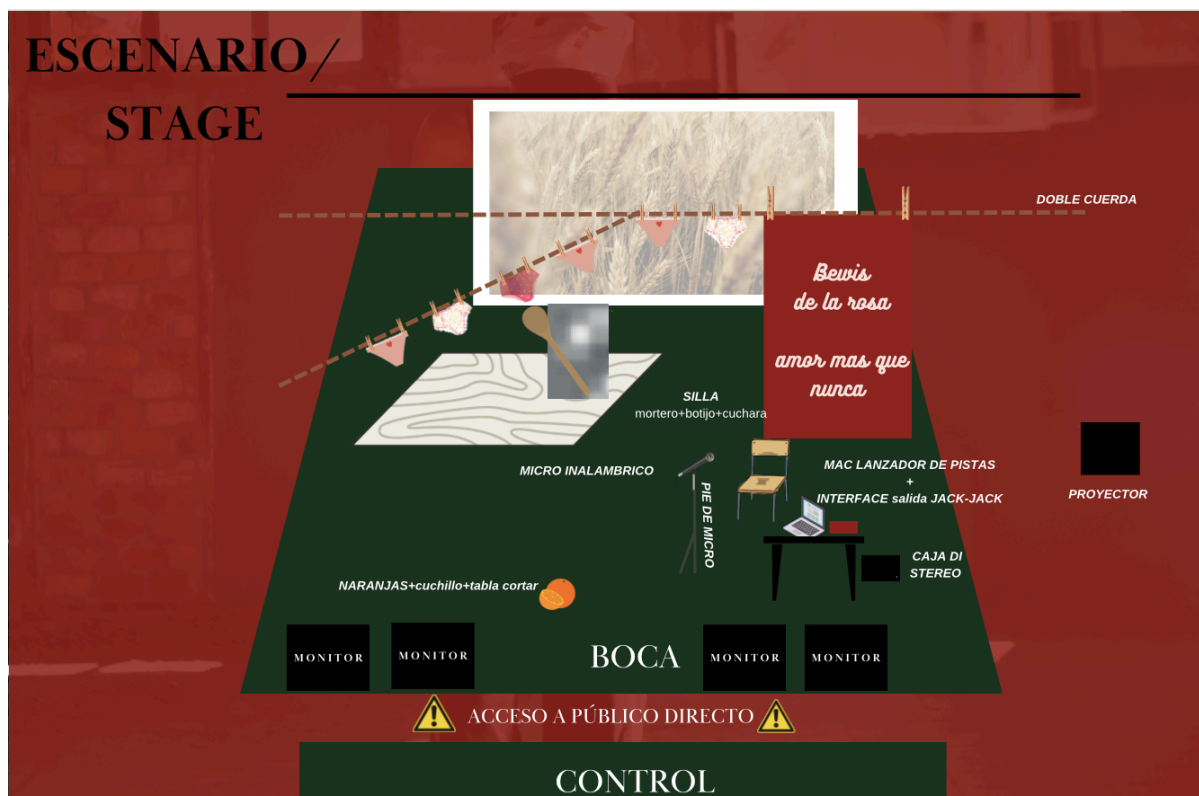 ESCENARIO/
STAGE
DOBLE CUERDA
Bewis
de la rosa
amor mas que
nunca
SILLA
mortero+botijo+cuchara
MICRO INALAMBRICO
PIE DE MICRO
MAC LANZADOR DE PISTAS
+
INTERFACE salida JACK-JACK
PROYECTOR
CAJA DI
STEREO
NARANJAS+cuchillo+tabla cortar
MONITOR
MONITOR
BOCA
MONITOR
MONITOR
ACCESO A PÚBLICO DIRECTO
CONTROL